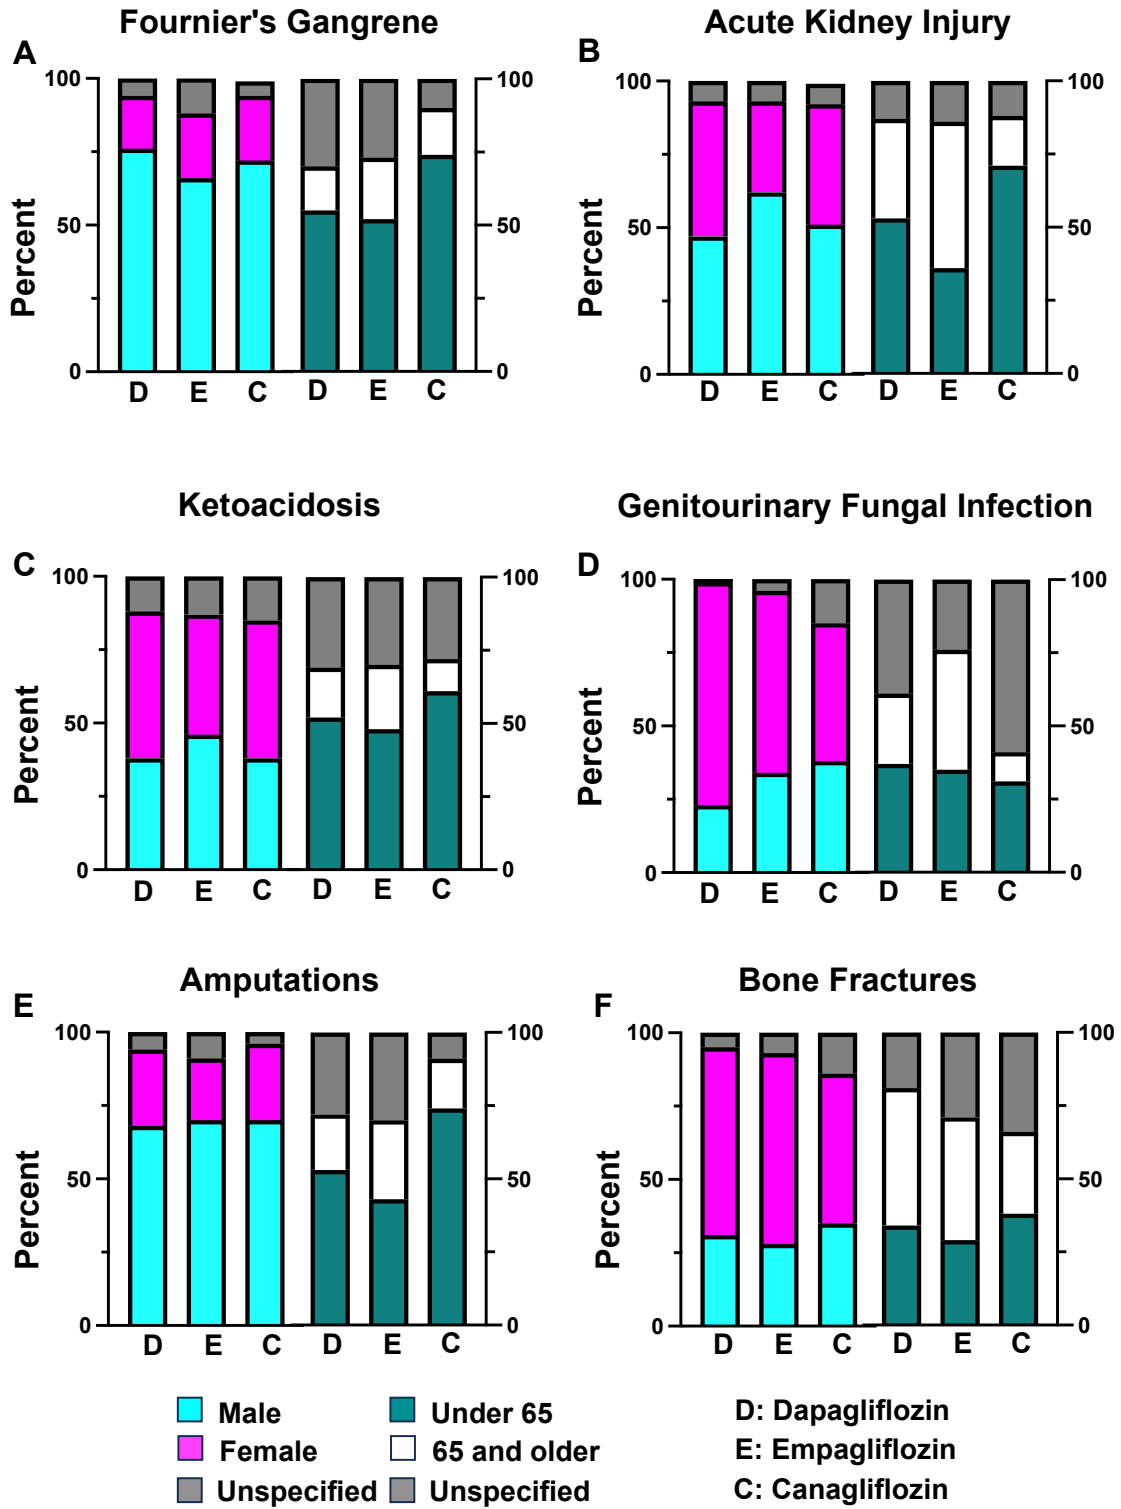 Fournier's Gangrene
A
Percent
100
50
0
100
50
0
D E C D E C
Acute Kidney Injury
B
Percent
100
50
0
100
50
0
D E C D E C
Ketoacidosis
C
Percent
100
50
0
100
50
0
D E C D E C
Genitourinary Fungal Infection
D
Percent
100
50
0
100
50
0
D E C D E C
Amputations
E
Percent
100
50
0
100
50
0
D E C D E C
Bone Fractures
F
Percent
100
50
0
100
50
0
D E C D E C
Male
Female
Unspecified
Under 65
65 and older
Unspecified
D: Dapagliflozin
E: Empagliflozin
C: Canagliflozin